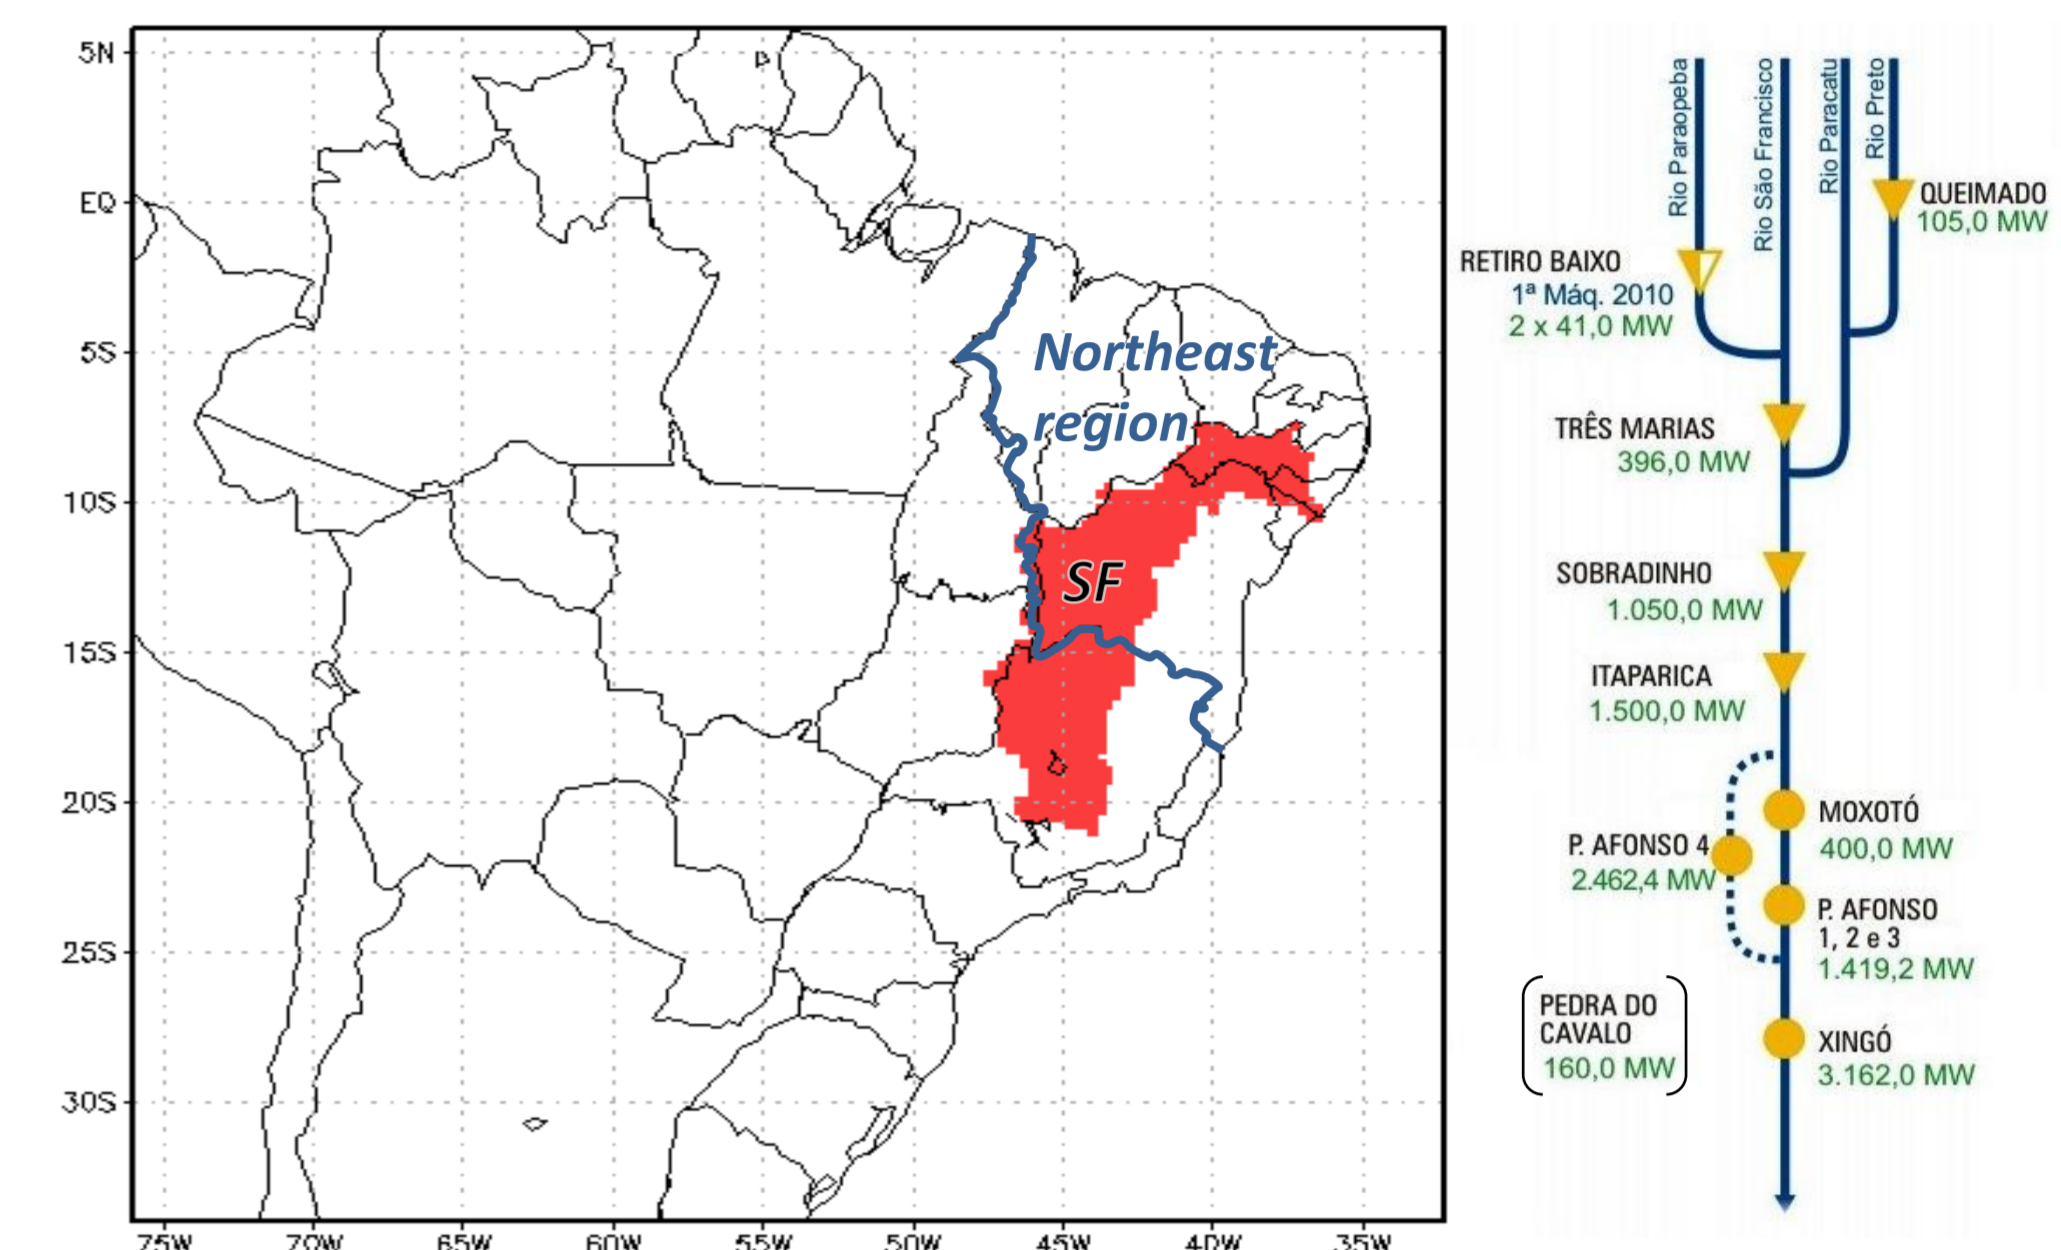 5N
EQ
5S
10S
15S
20S
25S
30S
75W
70W
65W
60W
55W
50W
45W
40W
35W
Northeast
region
SF
Rio Paraopeba
Rio São Francisco
Rio Paracatu
Rio Preto
QUEIMADO
105,0 MW
RETIRO BAIXO
1ª Máq. 2010
2 x 41,0 MW
TRÊS MARIAS
396,0 MW
SOBRADINHO
1.050,0 MW
ITAPARICA
1.500,0 MW
MOXOTÓ
400,0 MW
P. AFONSO 4
2.462,4 MW
P. AFONSO
1, 2 e 3
1.419,2 MW
PEDRA DO
CAVALO
160,0 MW
XINGÓ
3.162,0 MW